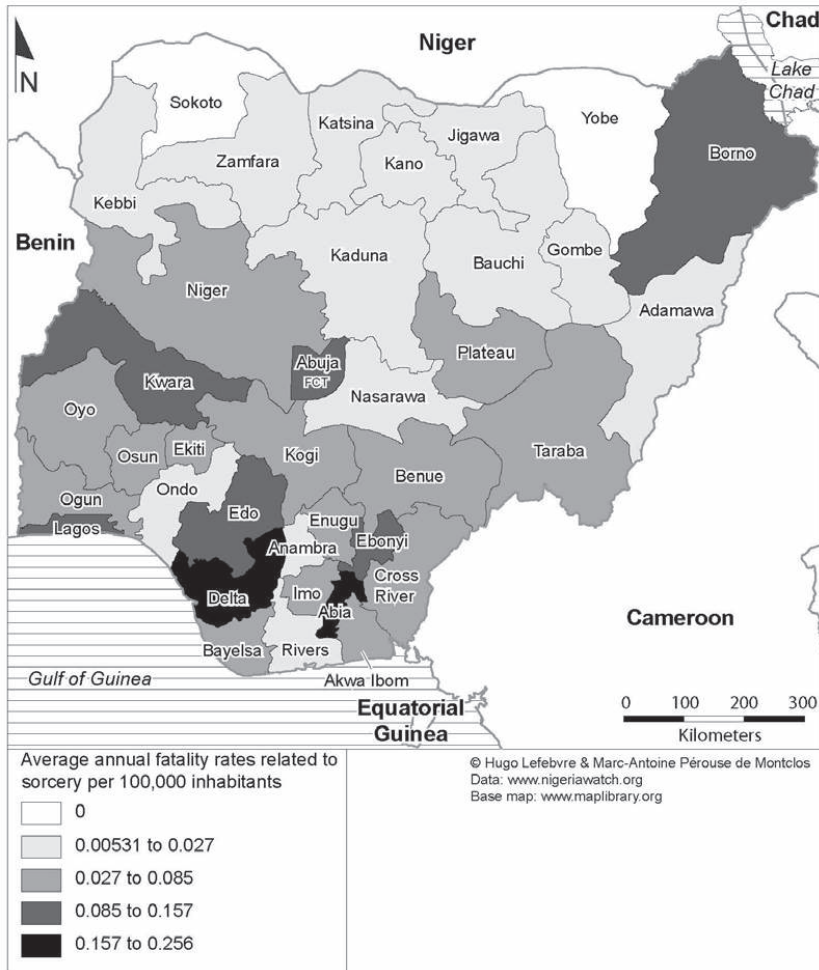 Chad
Niger
N
Lake
Chad
Sokoto
Katsina
Yobe
Jigawa
Zamfara
Kano
Borno
Kebbi
Benin
Kaduna
Gombe
Bauchi
Niger
Adamawa
Plateau
Abuja
FCT
Kwara
Nasarawa
Oyo
Taraba
Osun
Ekiti
Kogi
Benue
Ondo
Ogun
Edo
Enugu
Lagos
Ebonyi
Anambra
Cross
River
Imo
Delta
Abia
Cameroon
Bayelsa
Rivers
Gulf of Guinea
Akwa Ibom
0 100 200 300
Kilometers
Equatorial
Guinea
Average annual fatality rates related to
sorcery per 100,000 inhabitants
0
0.00531 to 0.027
0.027 to 0.085
0.085 to 0.157
0.157 to 0.256
© Hugo Lefebvre & Marc-Antoine Pérouse de Montclos
Data: www.nigeriawatch.org
Base map: www.maplibrary.org